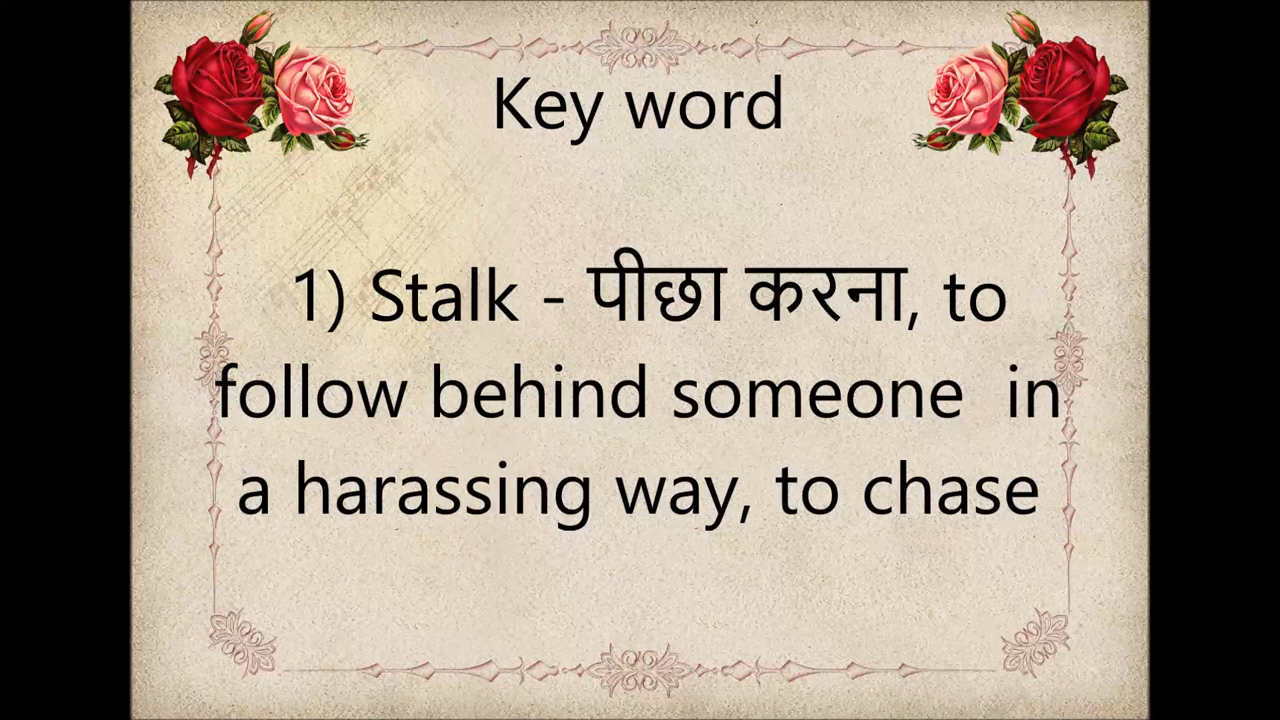 Key word
1) Stalk - पीछा करना, to
follow behind someone  in
a harassing way, to chase